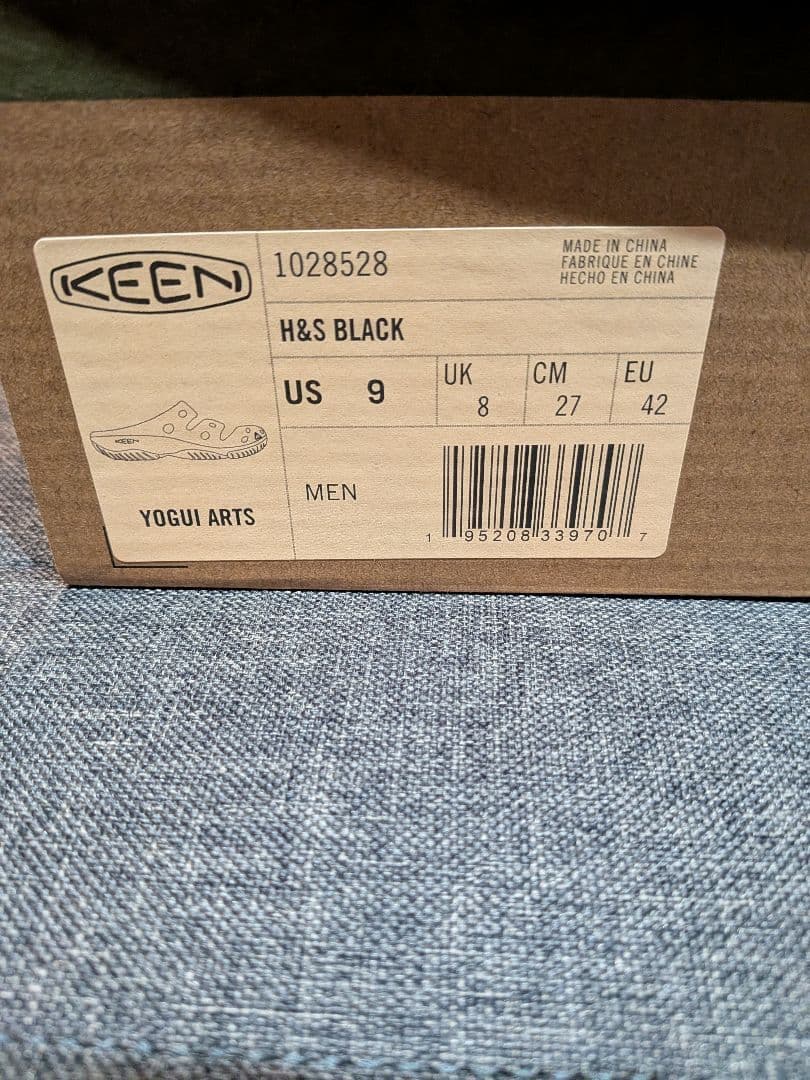 KEEN
1028528
MADE IN CHINA
FABRIQUE EN CHINE
HECHO EN CHINA
H&S BLACK
US 9
UK 8
CM 27
EU 42
KEEN
YOGUI ARTS
MEN
1 95208 33970 7